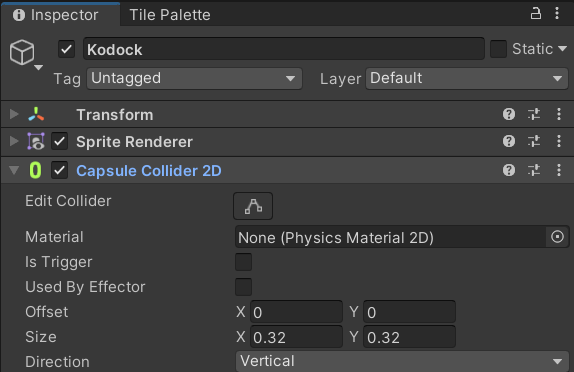 Inspector Tile Palette
Kodock Static
Tag Untagged Layer Default
Transform
Sprite Renderer
Capsule Collider 2D
Edit Collider
Material None (Physics Material 2D)
Is Trigger
Used By Effector
Offset X 0 Y 0
Size X 0.32 Y 0.32
Direction Vertical